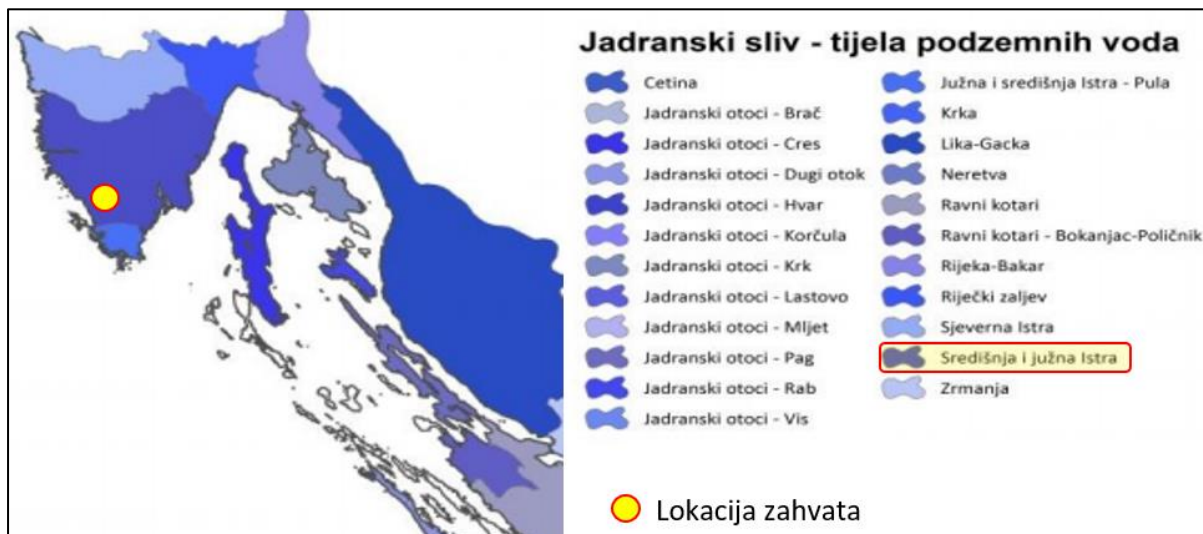 Jadranski sliv - tijela podzemnih voda
Cetina
Jadranski otoci - Brač
Jadranski otoci - Cres
Jadranski otoci - Dugi otok
Jadranski otoci - Hvar
Jadranski otoci - Korčula
Jadranski otoci - Krk
Jadranski otoci - Lastovo
Jadranski otoci - Mljet
Jadranski otoci - Pag
Jadranski otoci - Rab
Jadranski otoci - Vis
Južna i središnja Istra - Pula
Krka
Lika-Gacka
Neretva
Ravni kotari
Ravni kotari - Bokanjac-Poličnik
Rijeka-Bakar
Riječki zaljev
Sjeverna Istra
Središnja i južna Istra
Zrmanja
Lokacija zahvata